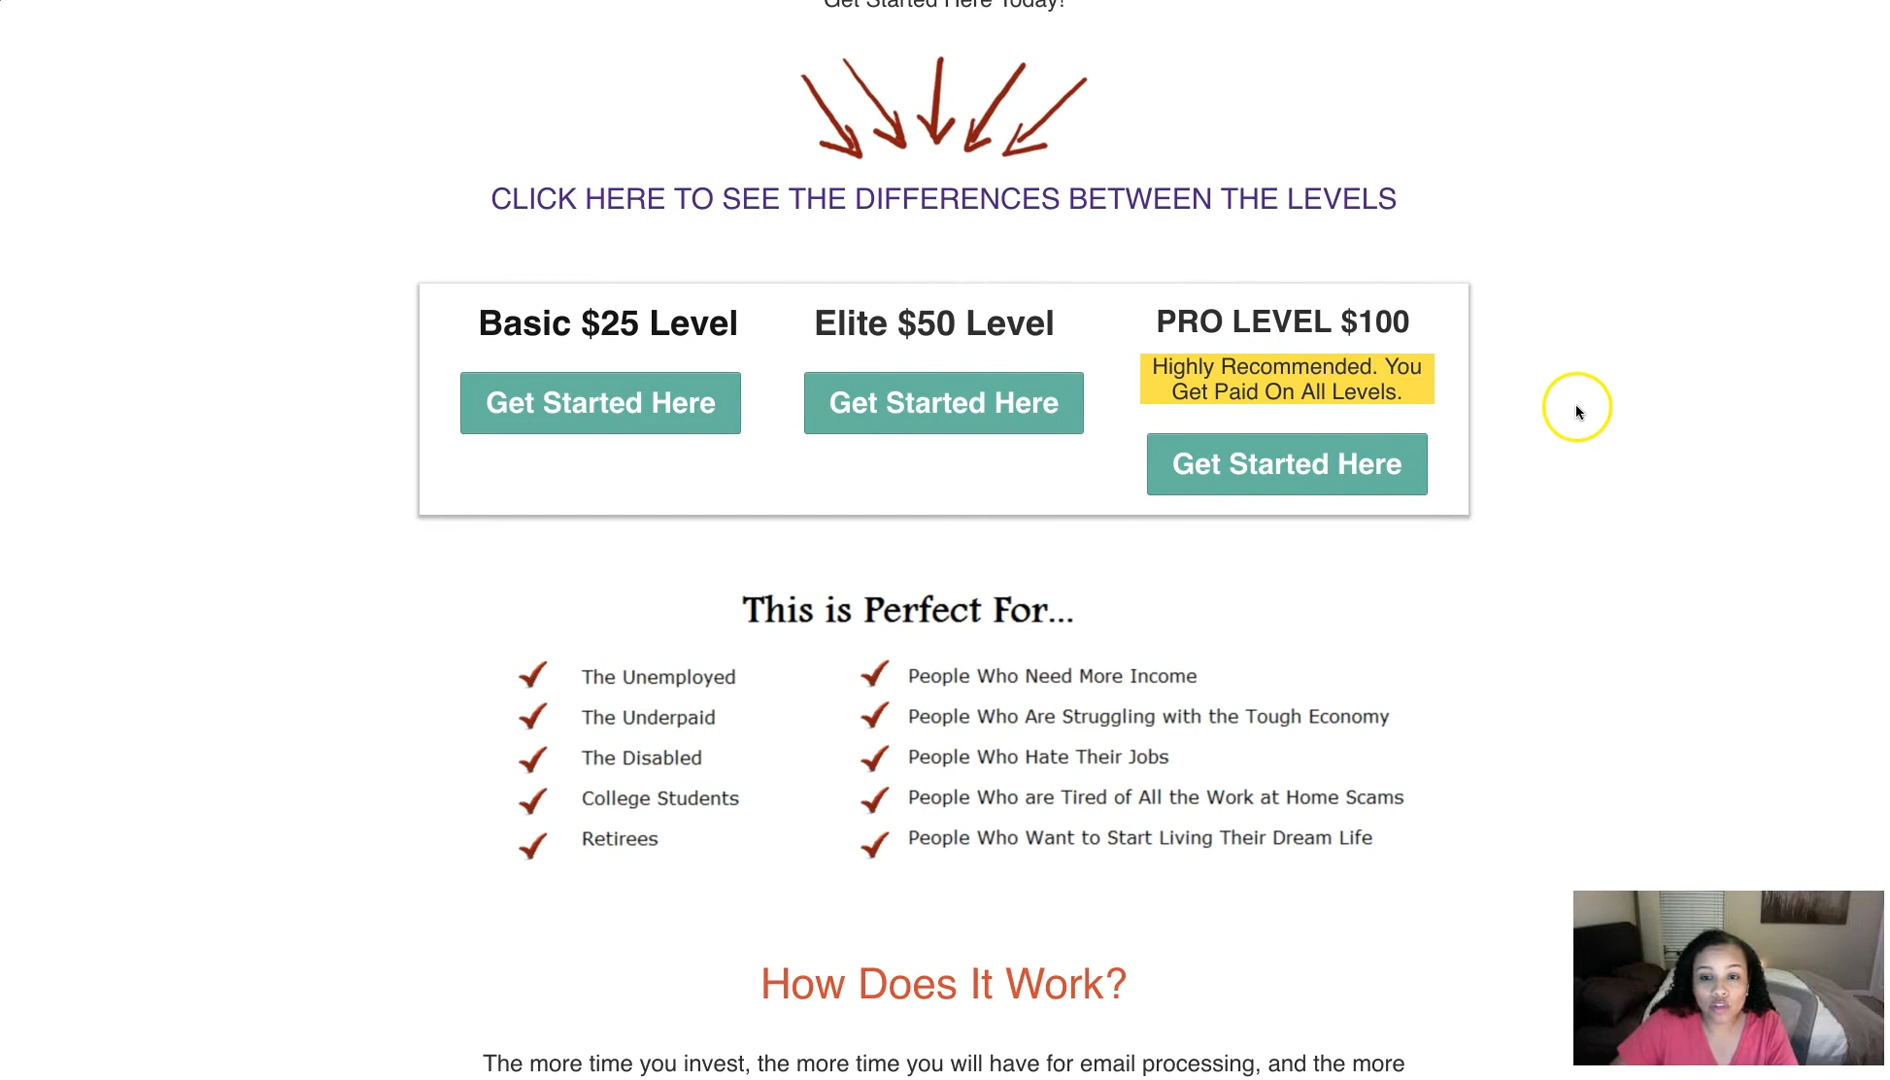 Get Started Here Today!
CLICK HERE TO SEE THE DIFFERENCES BETWEEN THE LEVELS
Basic $25 Level
Get Started Here
Elite $50 Level
Get Started Here
PRO LEVEL $100
Highly Recommended. You
Get Paid On All Levels.
Get Started Here
This is Perfect For...
The Unemployed
The Underpaid
The Disabled
College Students
Retirees
People Who Need More Income
People Who Are Struggling with the Tough Economy
People Who Hate Their Jobs
People Who are Tired of All the Work at Home Scams
People Who Want to Start Living Their Dream Life
How Does It Work?
The more time you invest, the more time you will have for email processing, and the more